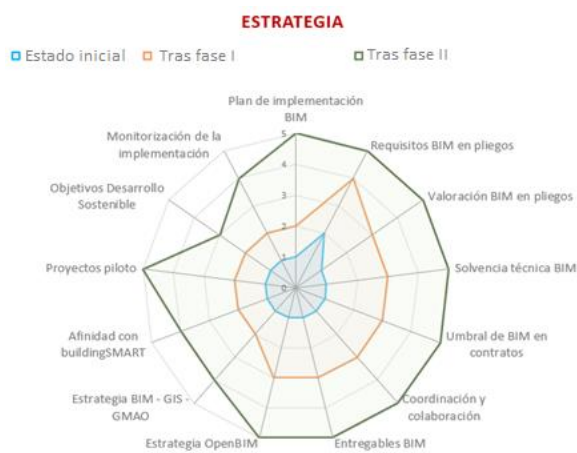 ESTRATEGIA
Estado inicial Tras fase I Tras fase II
Plan de implementación
BIM
Monitorización de la
implementación
Requisitos BIM en pliegos
Objetivos Desarrollo
Sostenible
Valoración BIM en pliegos
Proyectos piloto
Solvencia técnica BIM
Afinidad con
buildingSMART
Umbral de BIM en
contratos
Estrategia BIM - GIS -
GMAO
Coordinación y
colaboración
Estrategia OpenBIM
Entregables BIM
5
4
3
2
1
0